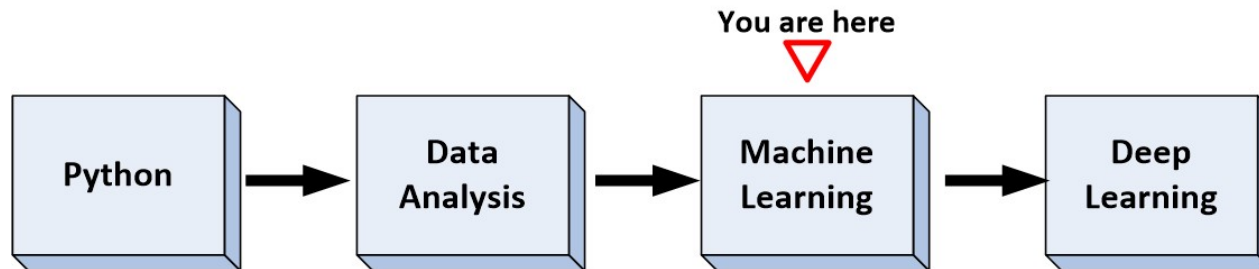 You are here
Python
Data
Analysis
Machine
Learning
Deep
Learning